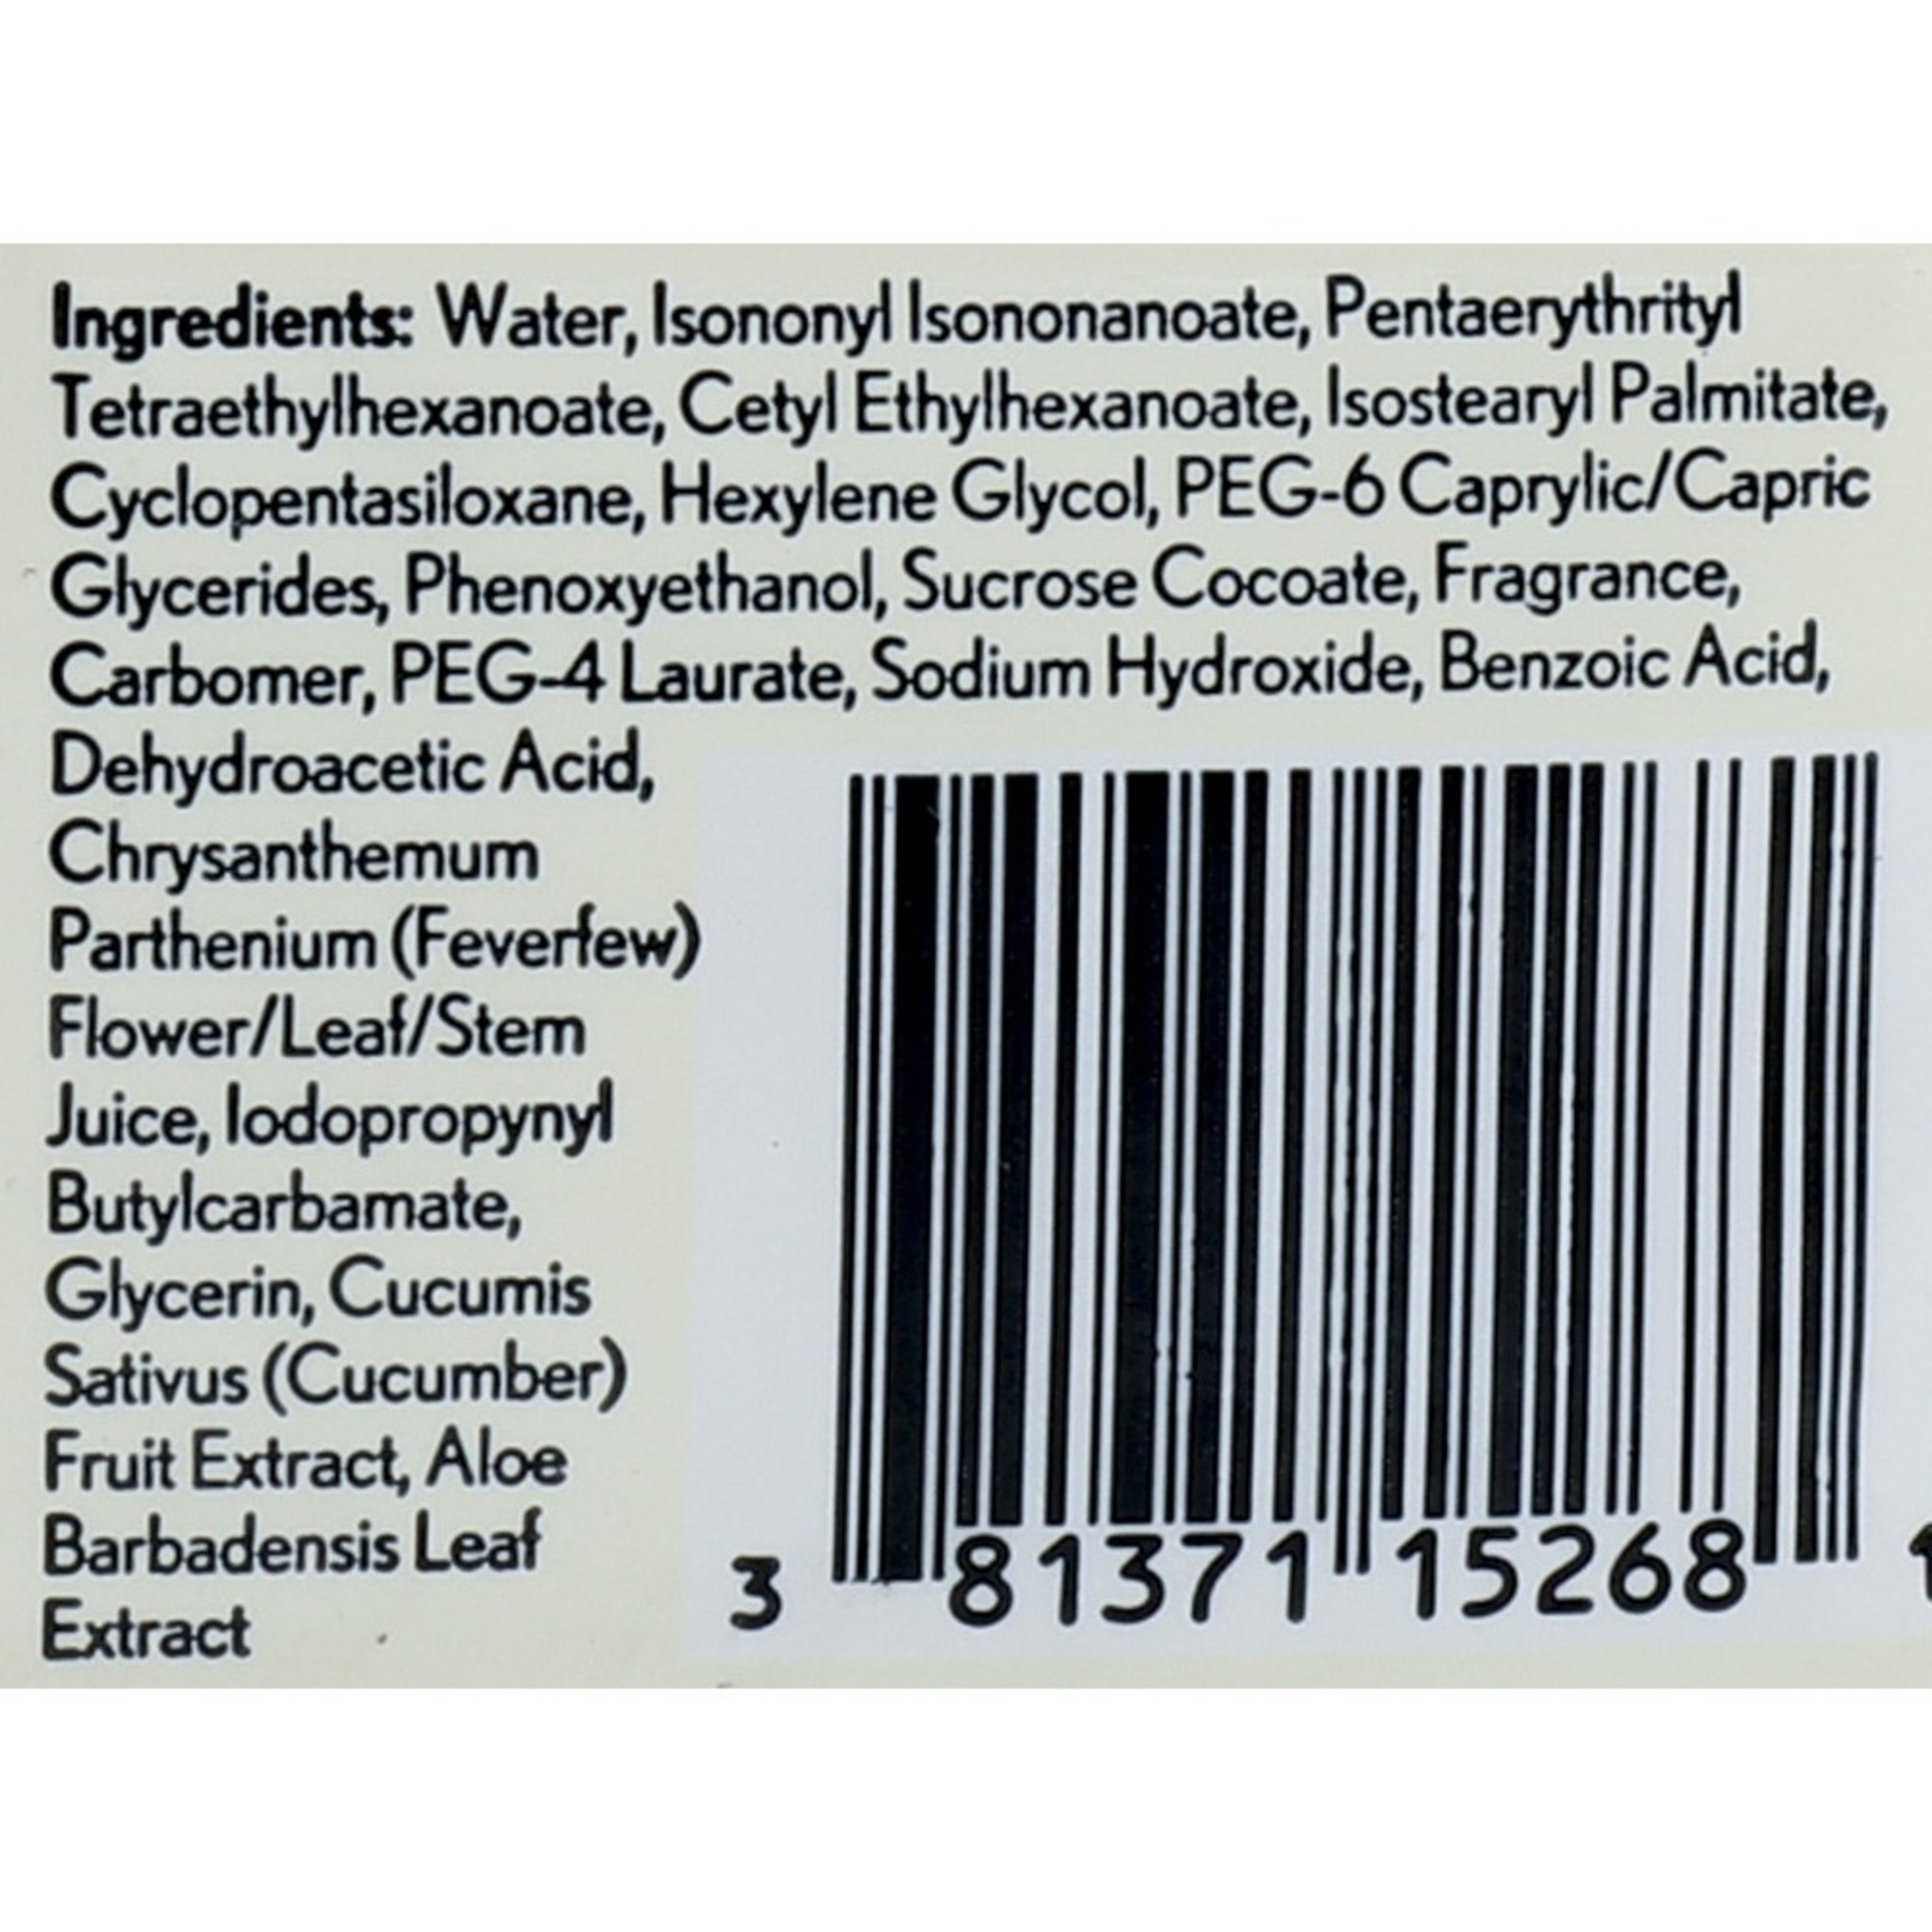 Ingredients: Water, Isononyl Isononanoate, Pentaerythrityl
Tetraethylhexanoate, Cetyl Ethylhexanoate, Isostearyl Palmitate,
Cyclopentasiloxane, Hexylene Glycol, PEG-6 Caprylic/Capric
Glycerides, Phenoxyethanol, Sucrose Cocoate, Fragrance,
Carbomer, PEG-4 Laurate, Sodium Hydroxide, Benzoic Acid,
Dehydroacetic Acid,
Chrysanthemum
Parthenium (Feverfew)
Flower/Leaf/Stem
Juice, Iodopropynyl
Butylcarbamate,
Glycerin, Cucumis
Sativus (Cucumber)
Fruit Extract, Aloe
Barbadensis Leaf
Extract
3 81371 15268